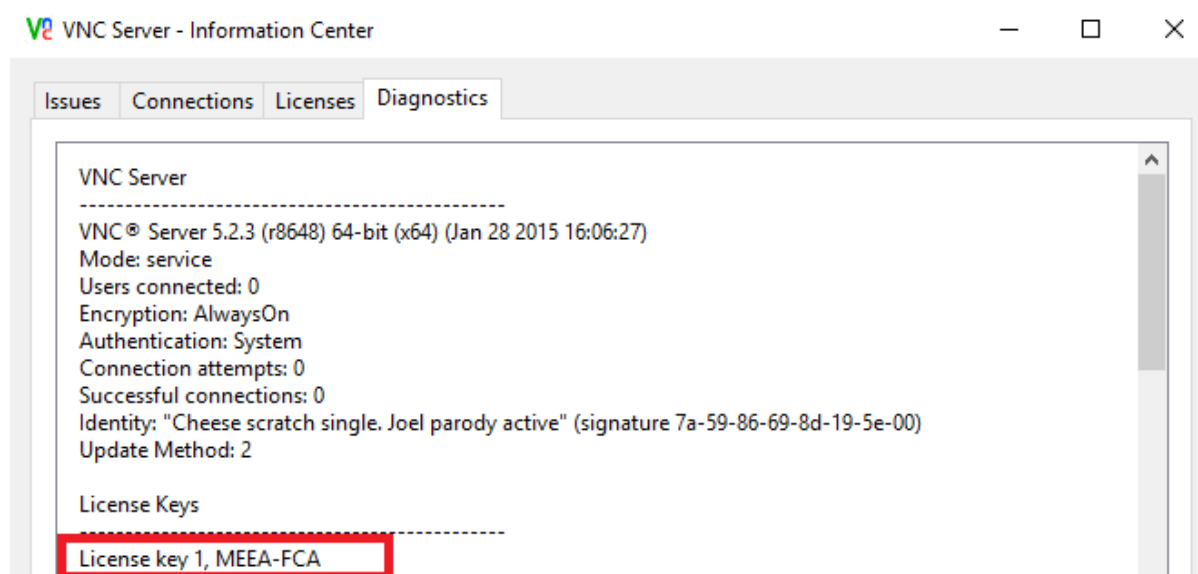 VNC Server - Information Center
Issues Connections Licenses Diagnostics
VNC Server
-----------------------------------------------
VNC® Server 5.2.3 (r8648) 64-bit (x64) (Jan 28 2015 16:06:27)
Mode: service
Users connected: 0
Encryption: AlwaysOn
Authentication: System
Connection attempts: 0
Successful connections: 0
Identity: "Cheese scratch single. Joel parody active" (signature 7a-59-86-69-8d-19-5e-00)
Update Method: 2
License Keys
-----------------------------------------------
License key 1, MEEA-FCA